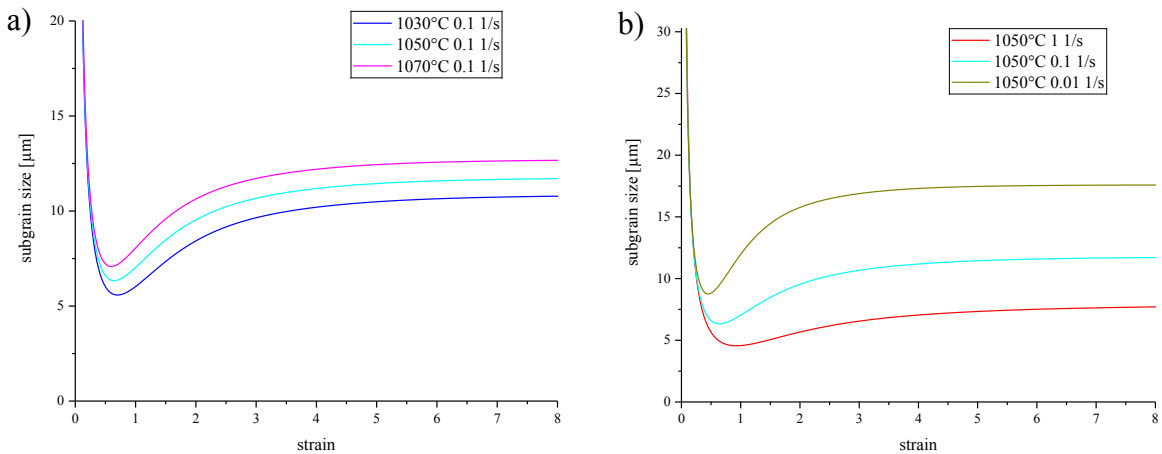 a)
20
15
10
5
0
subgrain size [µm]
0 1 2 3 4 5 6 7 8
strain
1030°C 0.1 1/s
1050°C 0.1 1/s
1070°C 0.1 1/s
b)
30
25
20
15
10
5
0
subgrain size [µm]
0 1 2 3 4 5 6 7 8
strain
1050°C 1 1/s
1050°C 0.1 1/s
1050°C 0.01 1/s